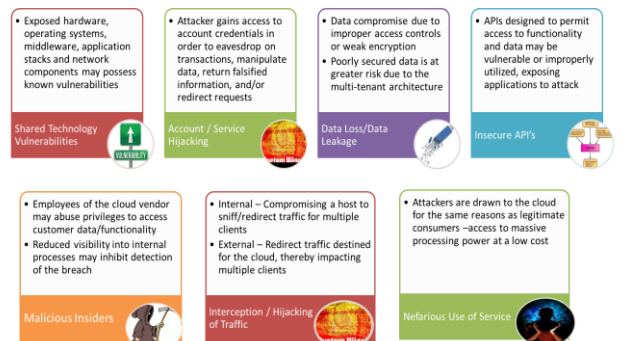 • Exposed hardware,
operating systems,
middleware, application
stacks and network
components may possess
known vulnerabilities
Shared Technology
Vulnerabilities
VULNERABILITY
• Attacker gains access to
account credentials in
order to eavesdrop on
transactions, manipulate
data, return falsified
information, and/or
redirect requests
Account / Service
Hijacking
• Data compromise due to
improper access controls
or weak encryption
• Poorly secured data is at
greater risk due to the
multi-tenant architecture
Data Loss/Data
Leakage
• APIs designed to permit
access to functionality
and data may be
vulnerable or improperly
utilized, exposing
applications to attack
Insecure API's
• Employees of the cloud vendor
may abuse privileges to access
customer data/functionality
• Reduced visibility into internal
processes may inhibit detection
of the breach
Malicious Insiders
• Internal – Compromising a host to
sniff/redirect traffic for multiple
clients
• External – Redirect traffic destined
for the cloud, thereby impacting
multiple clients
Interception / Hijacking
of Traffic
• Attackers are drawn to the cloud
for the same reasons as legitimate
consumers –access to massive
processing power at a low cost
Nefarious Use of Service